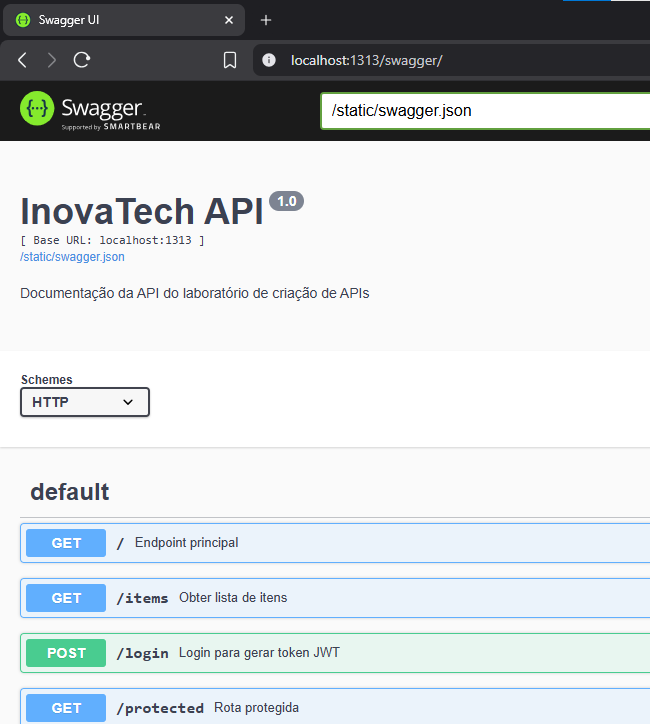 Swagger UI
localhost:1313/swagger/
Swagger
Supported by SMARTBEAR
/static/swagger.json
InovaTech API 1.0
[ Base URL: localhost:1313 ]
/static/swagger.json
Documentação da API do laboratório de criação de APIs
Schemes
HTTP
default
GET / Endpoint principal
GET /items Obter lista de itens
POST /login Login para gerar token JWT
GET /protected Rota protegida